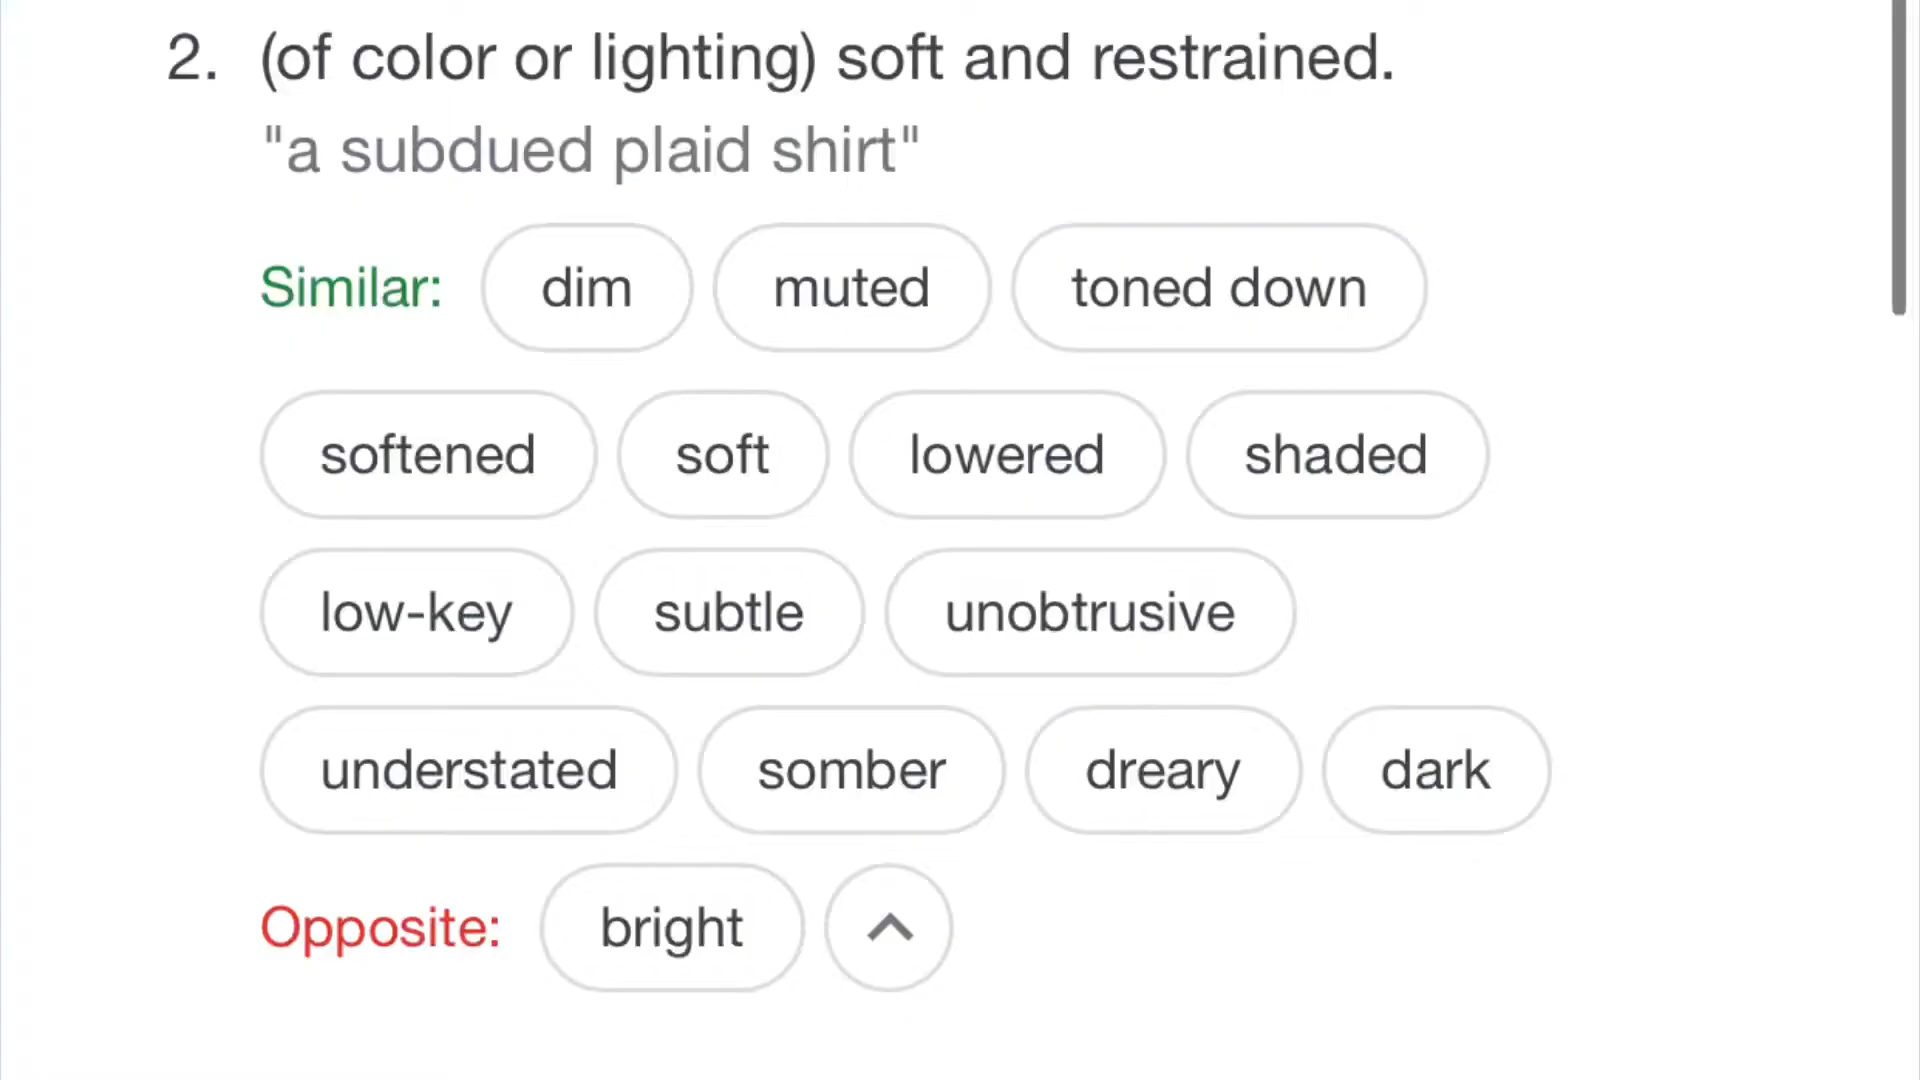 2. (of color or lighting) soft and restrained.
"a subdued plaid shirt"
Similar: dim muted toned down
softened soft lowered shaded
low-key subtle unobtrusive
understated somber dreary dark
Opposite: bright